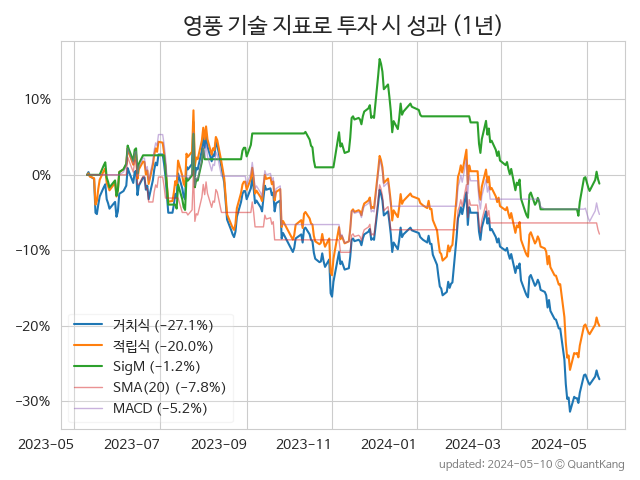 영풍 기술 지표로 투자 시 성과 (1년)
10%
0%
−10%
−20%
−30%
거치식 (−27.1%)
적립식 (−20.0%)
SigM (−1.2%)
SMA(20) (−7.8%)
MACD (−5.2%)
2023-05 2023-07 2023-09 2023-11 2024-01 2024-03 2024-05
updated: 2024-05-10 ⓒ QuantKang